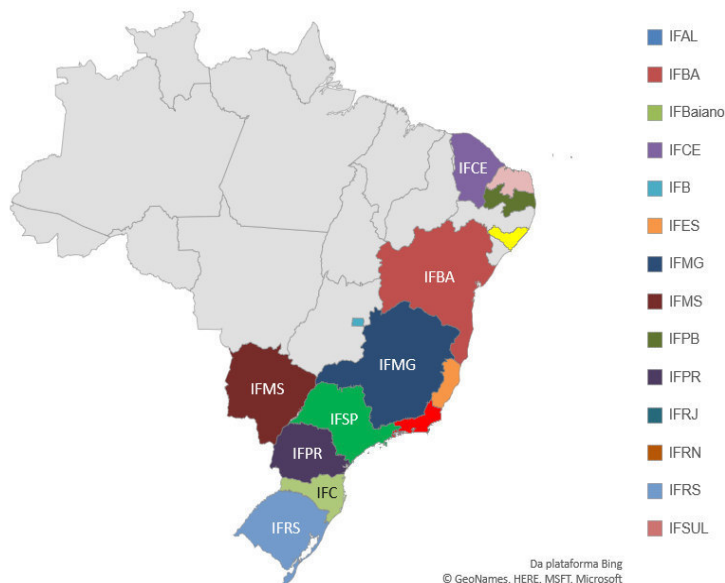 IFCE
IFBA
IFMG
IFMS
IFSP
IFPR
IFC
IFRS
IFAL
IFBA
IFBaiano
IFCE
IFB
IFES
IFMG
IFMS
IFPB
IFPR
IFRJ
IFRN
IFRS
IFSUL
Da plataforma Bing
© GeoNames, HERE, MSFT, Microsoft